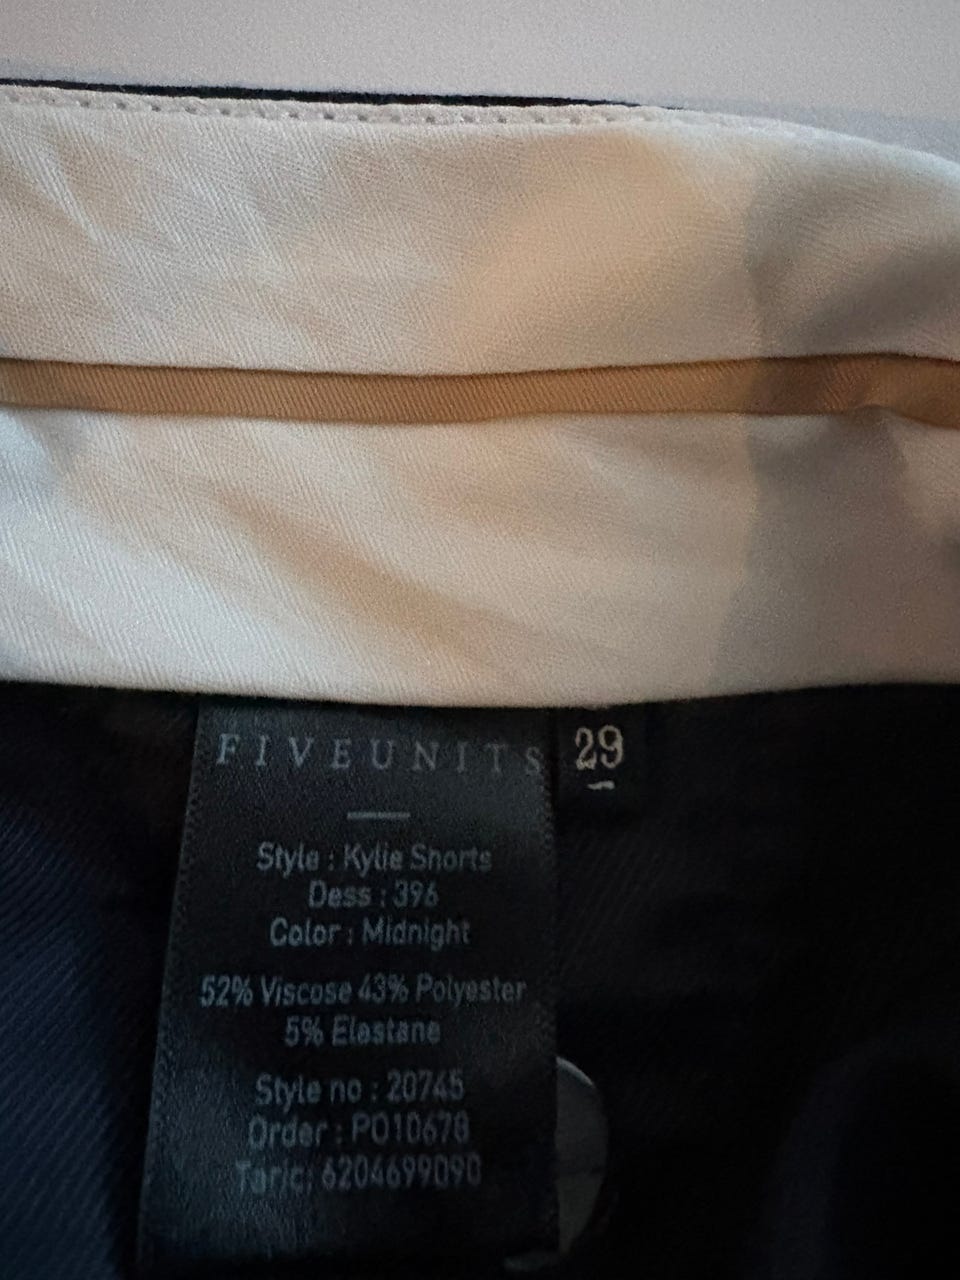 FIVEUNITS
29
Style : Kylie Shorts
Dess : 396
Color : Midnight
52% Viscose 43% Polyester
5% Elastane
Style no : 20745
Order : PO10678
Taric: 6204699090